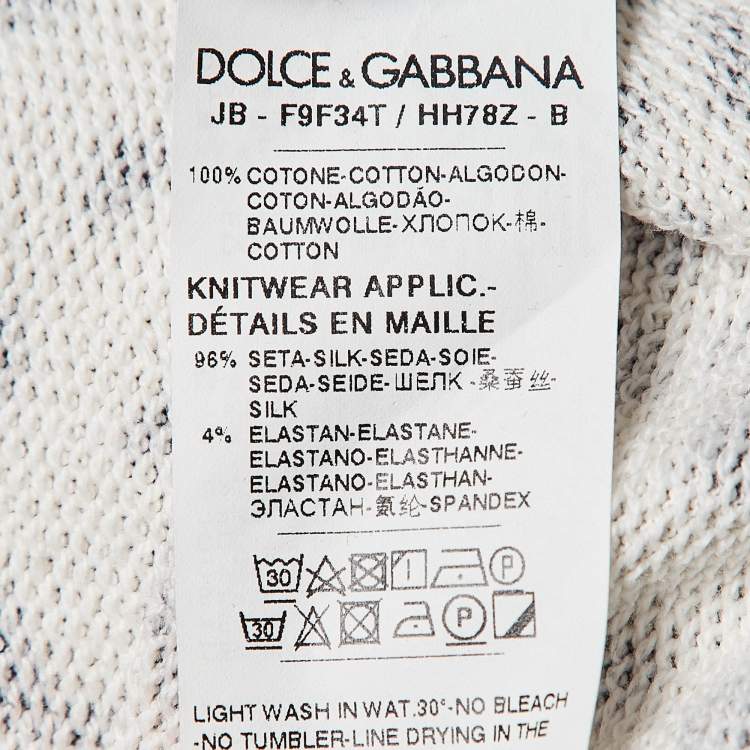 DOLCE & GABBANA
JB - F9F34T / HH78Z - B
100% COTONE-COTTON-ALGODON-
COTON-ALGODÃO-
BAUMWOLLE-ХЛОПОК-棉-
COTTON
KNITWEAR APPLIC.-
DÉTAILS EN MAILLE
96% SETA-SILK-SEDA-SOIE-
SEDA-SEIDE-ШЕЛК-桑蚕丝-
SILK
4% ELASTAN-ELASTANE-
ELASTANO-ELASTHANNE-
ELASTANO-ELASTHAN-
ЭЛАСТАН-氨纶-SPANDEX
30 P
30 P
LIGHT WASH IN WAT.30°-NO BLEACH
-NO TUMBLER-LINE DRYING IN THE